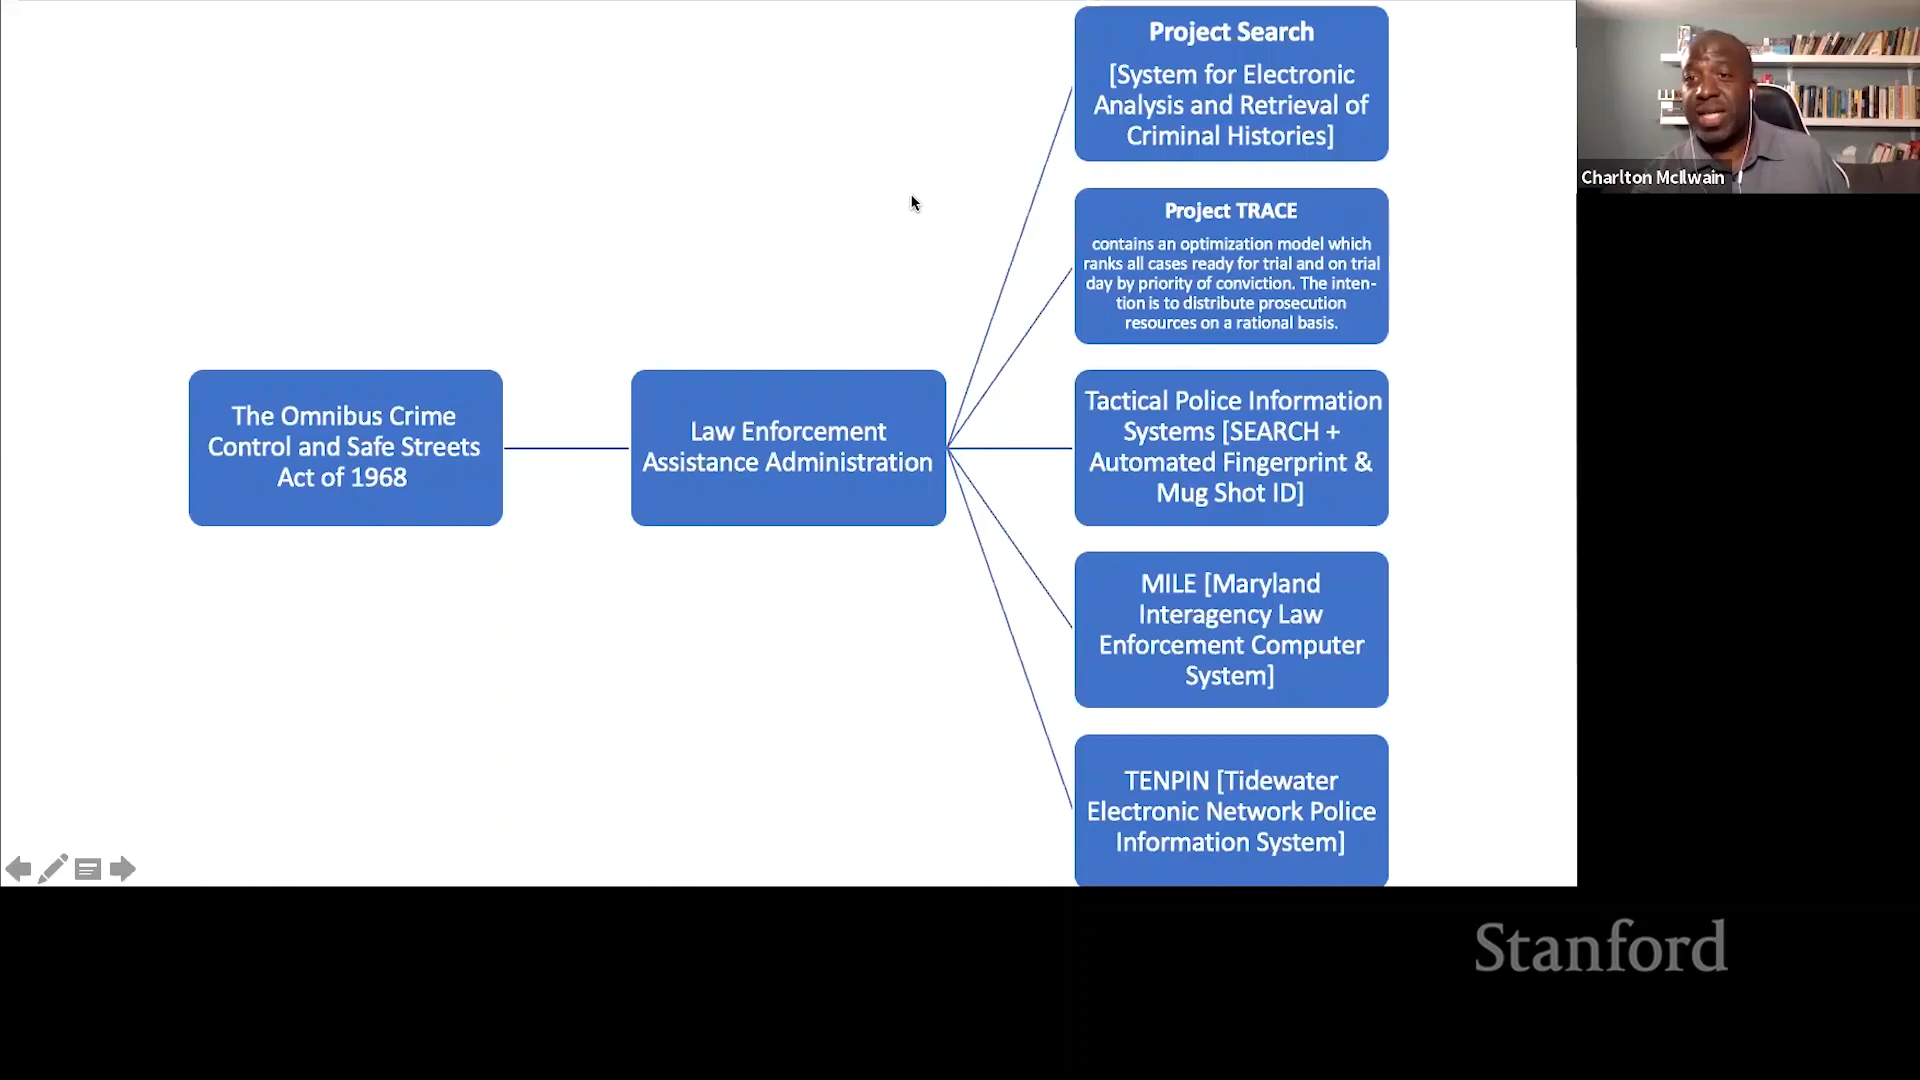 Project Search
[System for Electronic
Analysis and Retrieval of
Criminal Histories]
Project TRACE
contains an optimization model which
ranks all cases ready for trial and on trial
day by priority of conviction. The inten-
tion is to distribute prosecution
resources on a rational basis.
The Omnibus Crime
Control and Safe Streets
Act of 1968
Law Enforcement
Assistance Administration
Tactical Police Information
Systems [SEARCH +
Automated Fingerprint &
Mug Shot ID]
MILE [Maryland
Interagency Law
Enforcement Computer
System]
TENPIN [Tidewater
Electronic Network Police
Information System]
Charlton McIlwain
Stanford